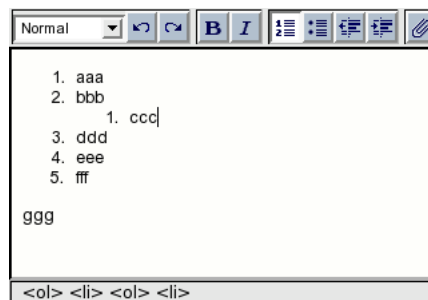 Normal B I
1. aaa
2. bbb
1. ccc
3. ddd
4. eee
5. fff
ggg
<ol> <li> <ol> <li>